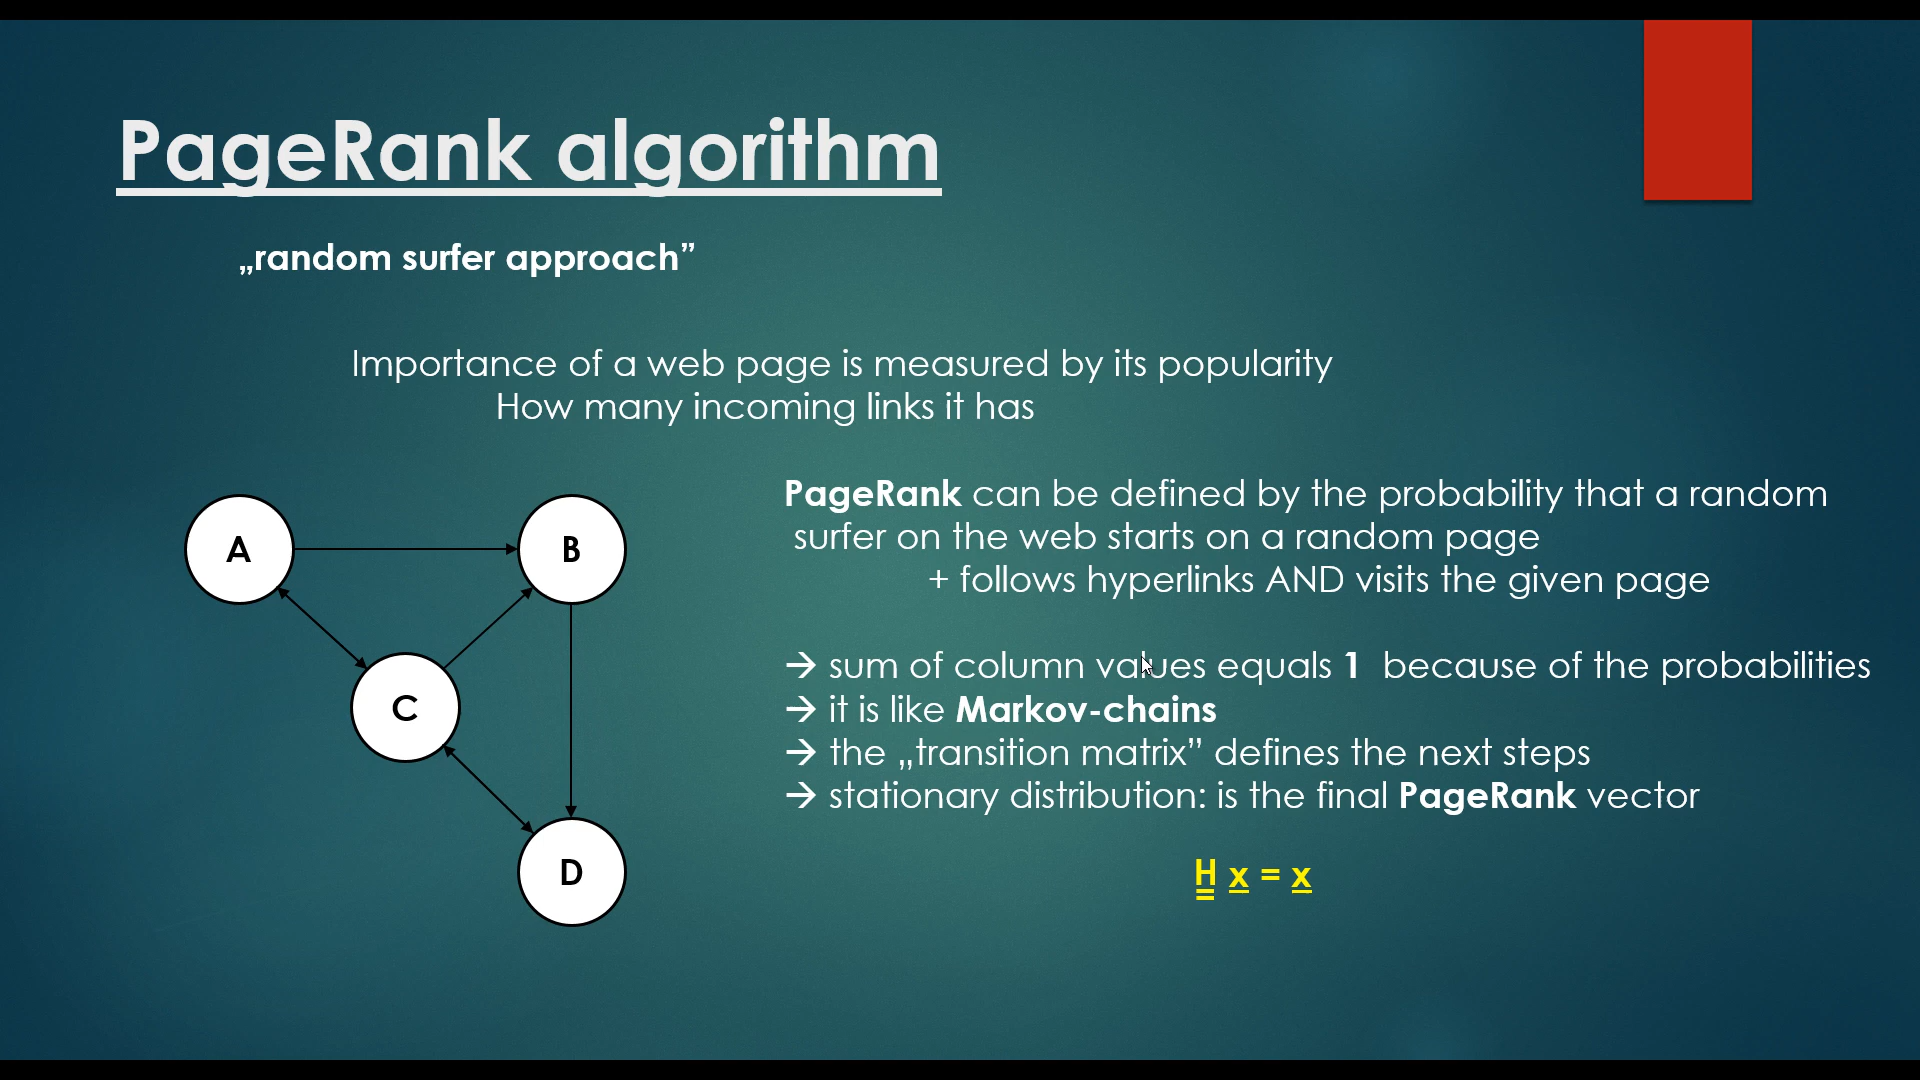 PageRank algorithm
„random surfer approach”
Importance of a web page is measured by its popularity
How many incoming links it has
PageRank can be defined by the probability that a random
surfer on the web starts on a random page
+ follows hyperlinks AND visits the given page
→ sum of column values equals 1 because of the probabilities
→ it is like Markov-chains
→ the „transition matrix” defines the next steps
→ stationary distribution: is the final PageRank vector
H x = x
A
B
C
D